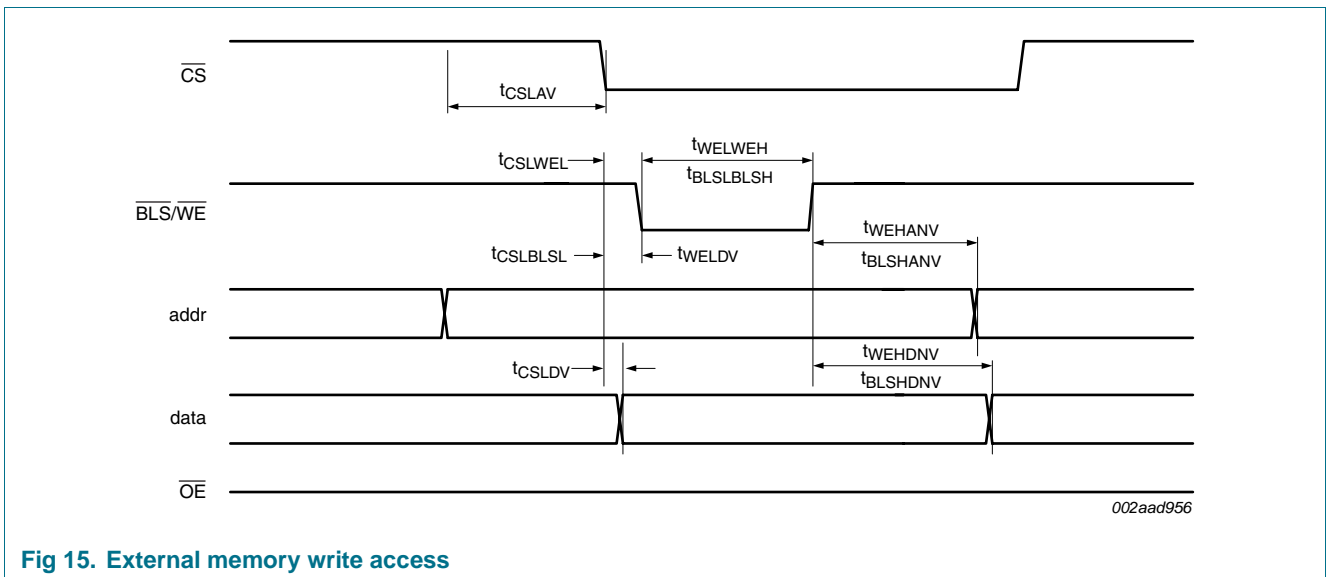 CS
tCSLAV
tCSLWEL
tWELWEH
tBLSLBLSH
BLS/WE
tCSLBLSL
tWELDV
tWEHANV
tBLSHANV
addr
tCSLDV
tWEHDNV
tBLSHDNV
data
OE
002aad956
Fig 15. External memory write access